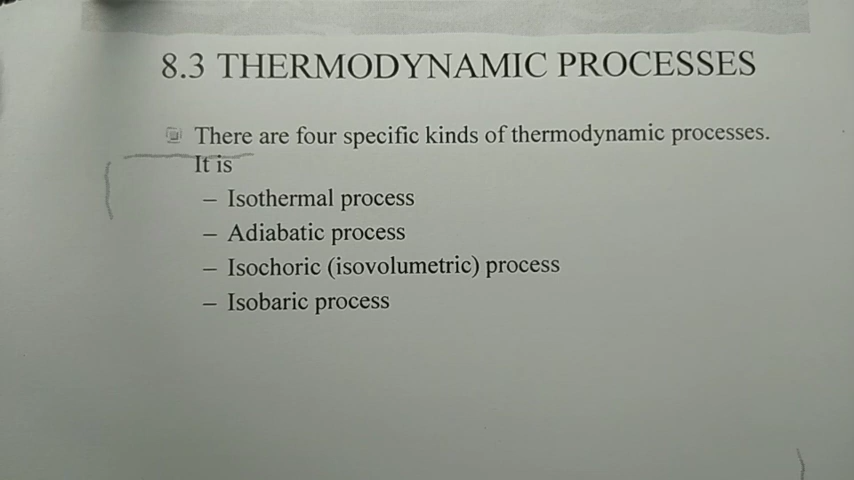 8.3 THERMODYNAMIC PROCESSES
There are four specific kinds of thermodynamic processes.
It is
– Isothermal process
– Adiabatic process
– Isochoric (isovolumetric) process
– Isobaric process